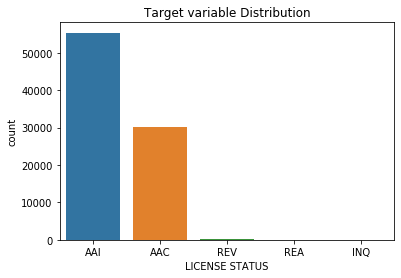 Target variable Distribution
50000
40000
30000
20000
10000
0
count
AAI AAC REV REA INQ
LICENSE STATUS